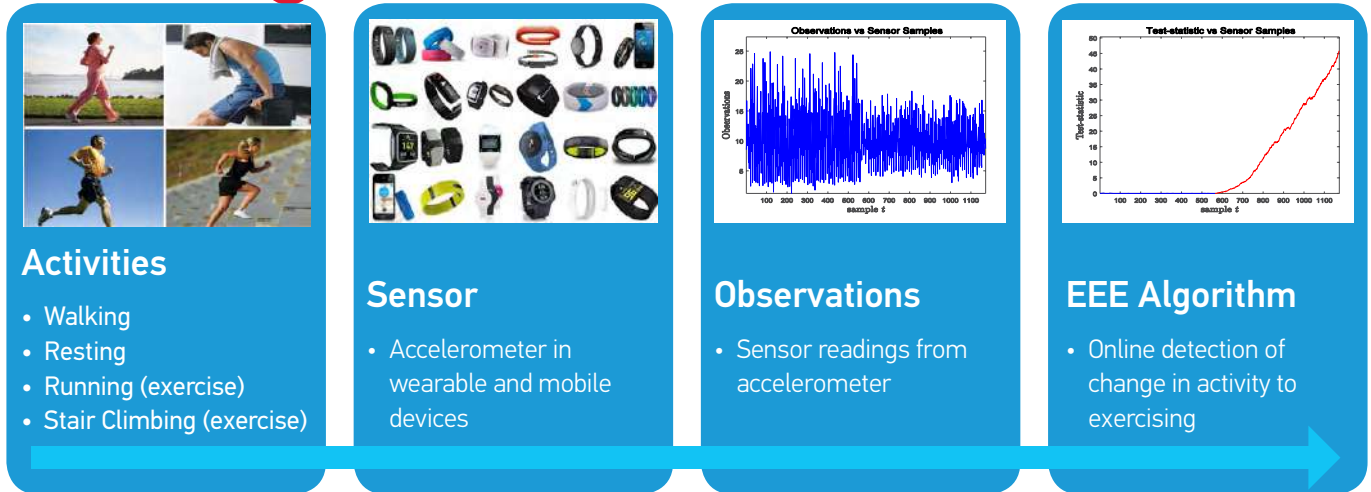 Activities
• Walking
• Resting
• Running (exercise)
• Stair Climbing (exercise)
Sensor
• Accelerometer in
wearable and mobile
devices
Observations vs Sensor Samples
Observations
25
20
15
10
5
100 200 300 400 500 600 700 800 900 1000 1100
sample t
Observations
• Sensor readings from
accelerometer
Test-statistic vs Sensor Samples
Test-statistic
50
45
40
35
30
25
20
15
10
5
0
100 200 300 400 500 600 700 800 900 1000 1100
sample t
EEE Algorithm
• Online detection of
change in activity to
exercising